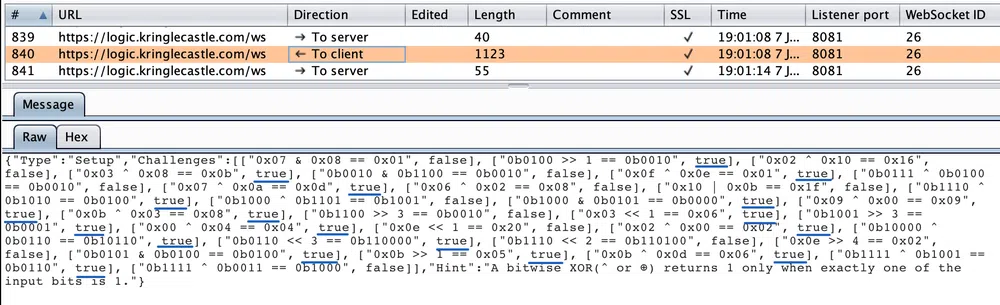 # URL Direction Edited Length Comment SSL Time Listener port WebSocket ID
839 https://logic.kringlecastle.com/ws → To server 40 ✓ 19:01:08 7 J... 8081 26
840 https://logic.kringlecastle.com/ws ← To client 1123 ✓ 19:01:08 7 J... 8081 26
841 https://logic.kringlecastle.com/ws → To server 55 ✓ 19:01:14 7 J... 8081 26
Message
Raw Hex
{"Type":"Setup","Challenges":[["0x07 & 0x08 == 0x01", false], ["0b0100 >> 1 == 0b0010", true], ["0x02 ^ 0x10 == 0x16",
false], ["0x03 ^ 0x08 == 0x0b", true], ["0b0010 & 0b1100 == 0b0010", false], ["0x0f ^ 0x0e == 0x01", true], ["0b0111 ^ 0b0100
== 0b0010", false], ["0x07 ^ 0x0a == 0x0d", true], ["0x06 ^ 0x02 == 0x08", false], ["0x10 | 0x0b == 0x1f", false], ["0b1110 ^
0b1010 == 0b0100", true], ["0b1000 ^ 0b1101 == 0b1001", false], ["0b1000 & 0b0101 == 0b0000", true], ["0x09 ^ 0x00 == 0x09",
true], ["0x0b ^ 0x03 == 0x08", true], ["0b1100 >> 3 == 0b0010", false], ["0x03 << 1 == 0x06", true], ["0b1001 >> 3 ==
0b0001", true], ["0x00 ^ 0x04 == 0x04", true], ["0x0e << 1 == 0x20", false], ["0x02 ^ 0x00 == 0x02", true], ["0b10000 ^
0b0110 == 0b10110", true], ["0b0110 << 3 == 0b110000", true], ["0b1110 << 2 == 0b110100", false], ["0x0e >> 4 == 0x02",
false], ["0b0101 & 0b0100 == 0b0100", true], ["0x0b >> 1 == 0x05", true], ["0x0b ^ 0x0d == 0x06", true], ["0b1111 ^ 0b1001 ==
0b0110", true], ["0b1111 ^ 0b0011 == 0b1000", false]],"Hint":"A bitwise XOR(^ or ⊕) returns 1 only when exactly one of the
input bits is 1."}